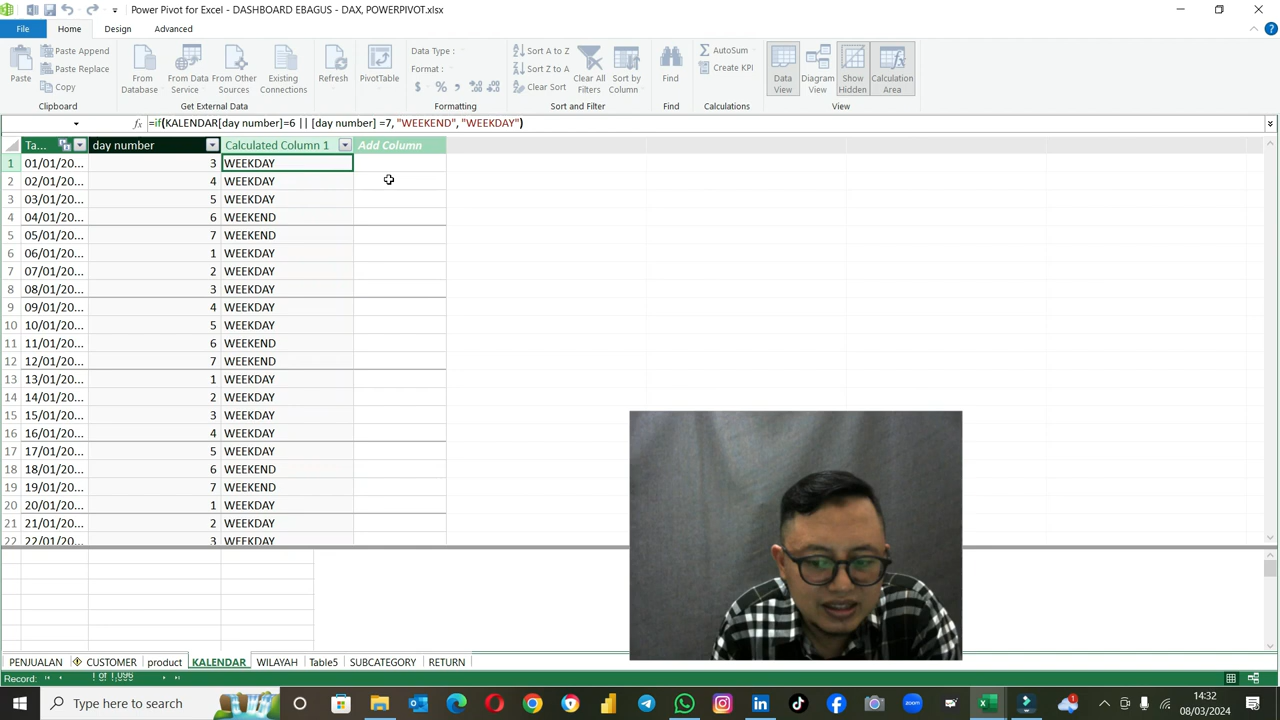 Power Pivot for Excel - DASHBOARD EBAGUS - DAX, POWERPIVOT.xlsx
File Home Design Advanced
Paste
Paste Append
Paste Replace
Copy
From Database
From Data Service
From Other Sources
Existing Connections
Refresh
PivotTable
Data Type :
Format :
$ % ,
Sort A to Z
Sort Z to A
Clear Sort
Clear All Filters
Sort by Column
Find
AutoSum
Create KPI
Data View
Diagram View
Show Hidden
Calculation Area
Clipboard Get External Data Formatting Sort and Filter Find Calculations View
fx =if(KALENDAR[day number]=6 || [day number] =7, "WEEKEND", "WEEKDAY")
Ta... day number Calculated Column 1 Add Column
1 01/01/20... 3 WEEKDAY
2 02/01/20... 4 WEEKDAY
3 03/01/20... 5 WEEKDAY
4 04/01/20... 6 WEEKEND
5 05/01/20... 7 WEEKEND
6 06/01/20... 1 WEEKDAY
7 07/01/20... 2 WEEKDAY
8 08/01/20... 3 WEEKDAY
9 09/01/20... 4 WEEKDAY
10 10/01/20... 5 WEEKDAY
11 11/01/20... 6 WEEKEND
12 12/01/20... 7 WEEKEND
13 13/01/20... 1 WEEKDAY
14 14/01/20... 2 WEEKDAY
15 15/01/20... 3 WEEKDAY
16 16/01/20... 4 WEEKDAY
17 17/01/20... 5 WEEKDAY
18 18/01/20... 6 WEEKEND
19 19/01/20... 7 WEEKEND
20 20/01/20... 1 WEEKDAY
21 21/01/20... 2 WEEKDAY
22 22/01/20... 3 WEEKDAY
PENJUALAN CUSTOMER product KALENDAR WILAYAH Table5 SUBCATEGORY RETURN
Record: 1 of 1,096
Type here to search
zoom
1
14:32
08/03/2024